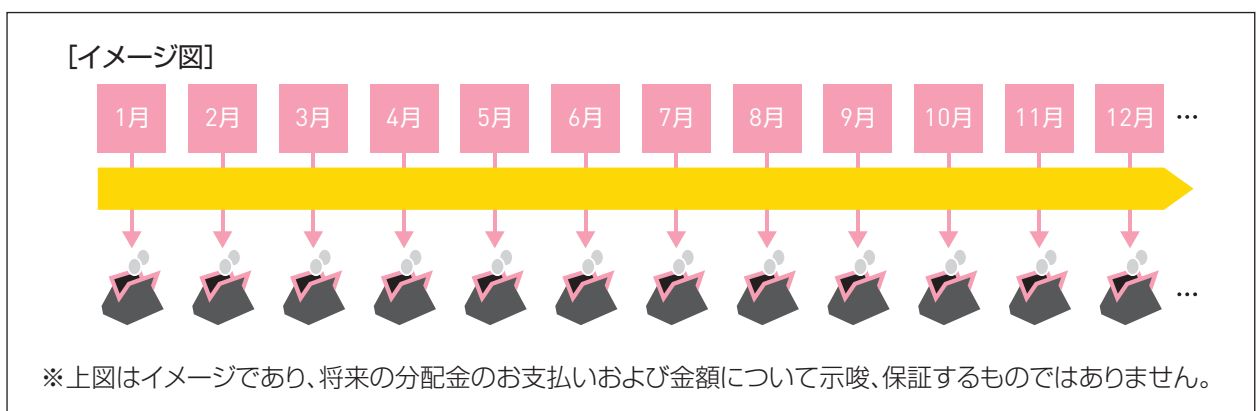 [イメージ図]
1月 2月 3月 4月 5月 6月 7月 8月 9月 10月 11月 12月 …
…
※上図はイメージであり、将来の分配金のお支払いおよび金額について示唆、保証するものではありません。